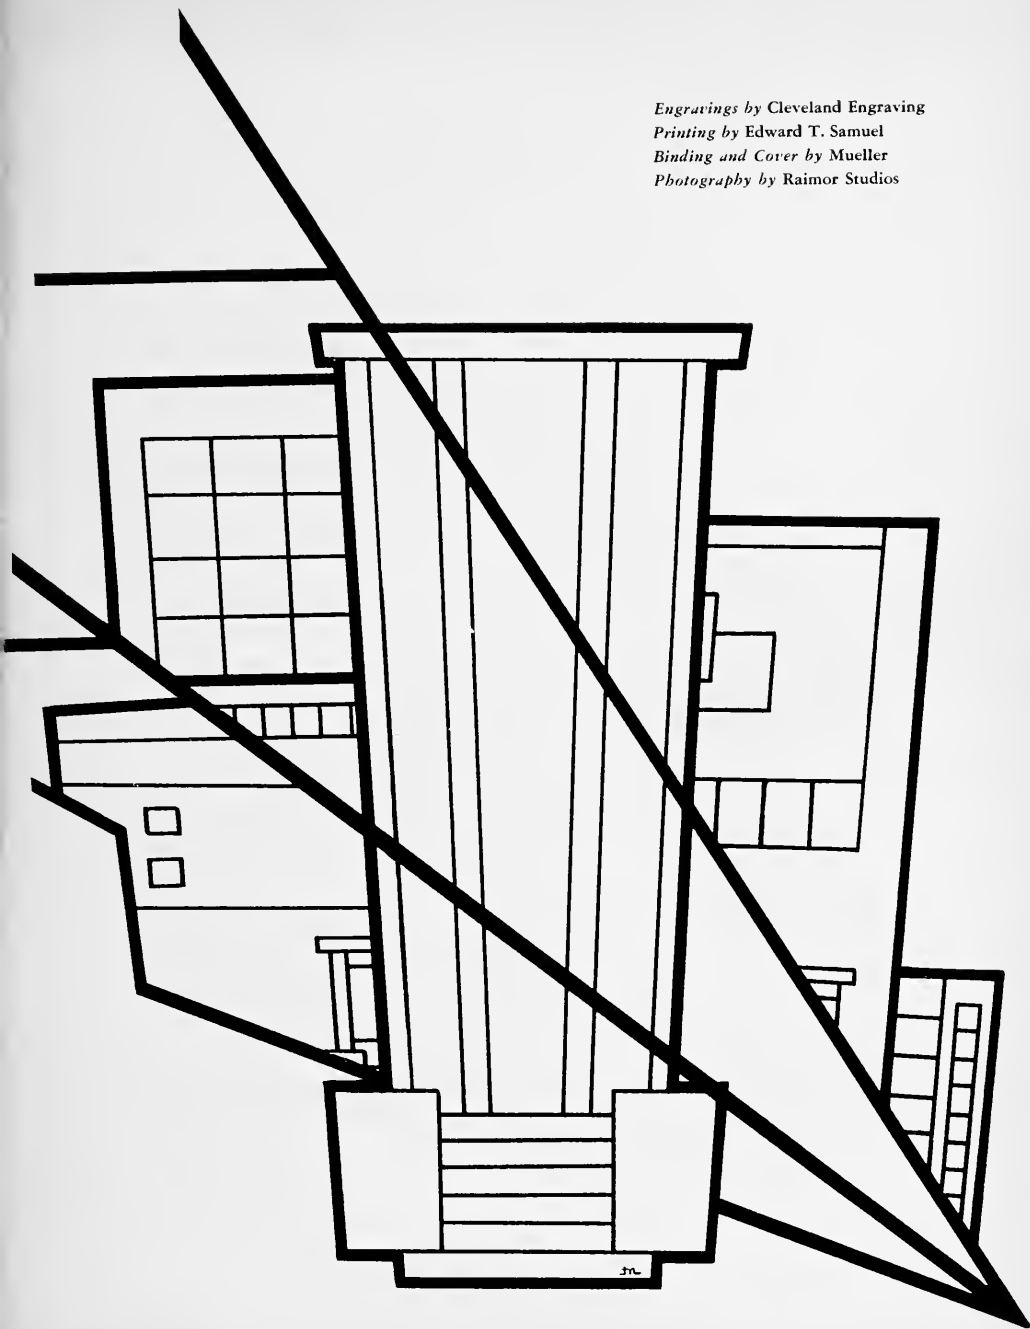 Engravings by Cleveland Engraving
Printing by Edward T. Samuel
Binding and Cover by Mueller
Photography by Raimor Studios